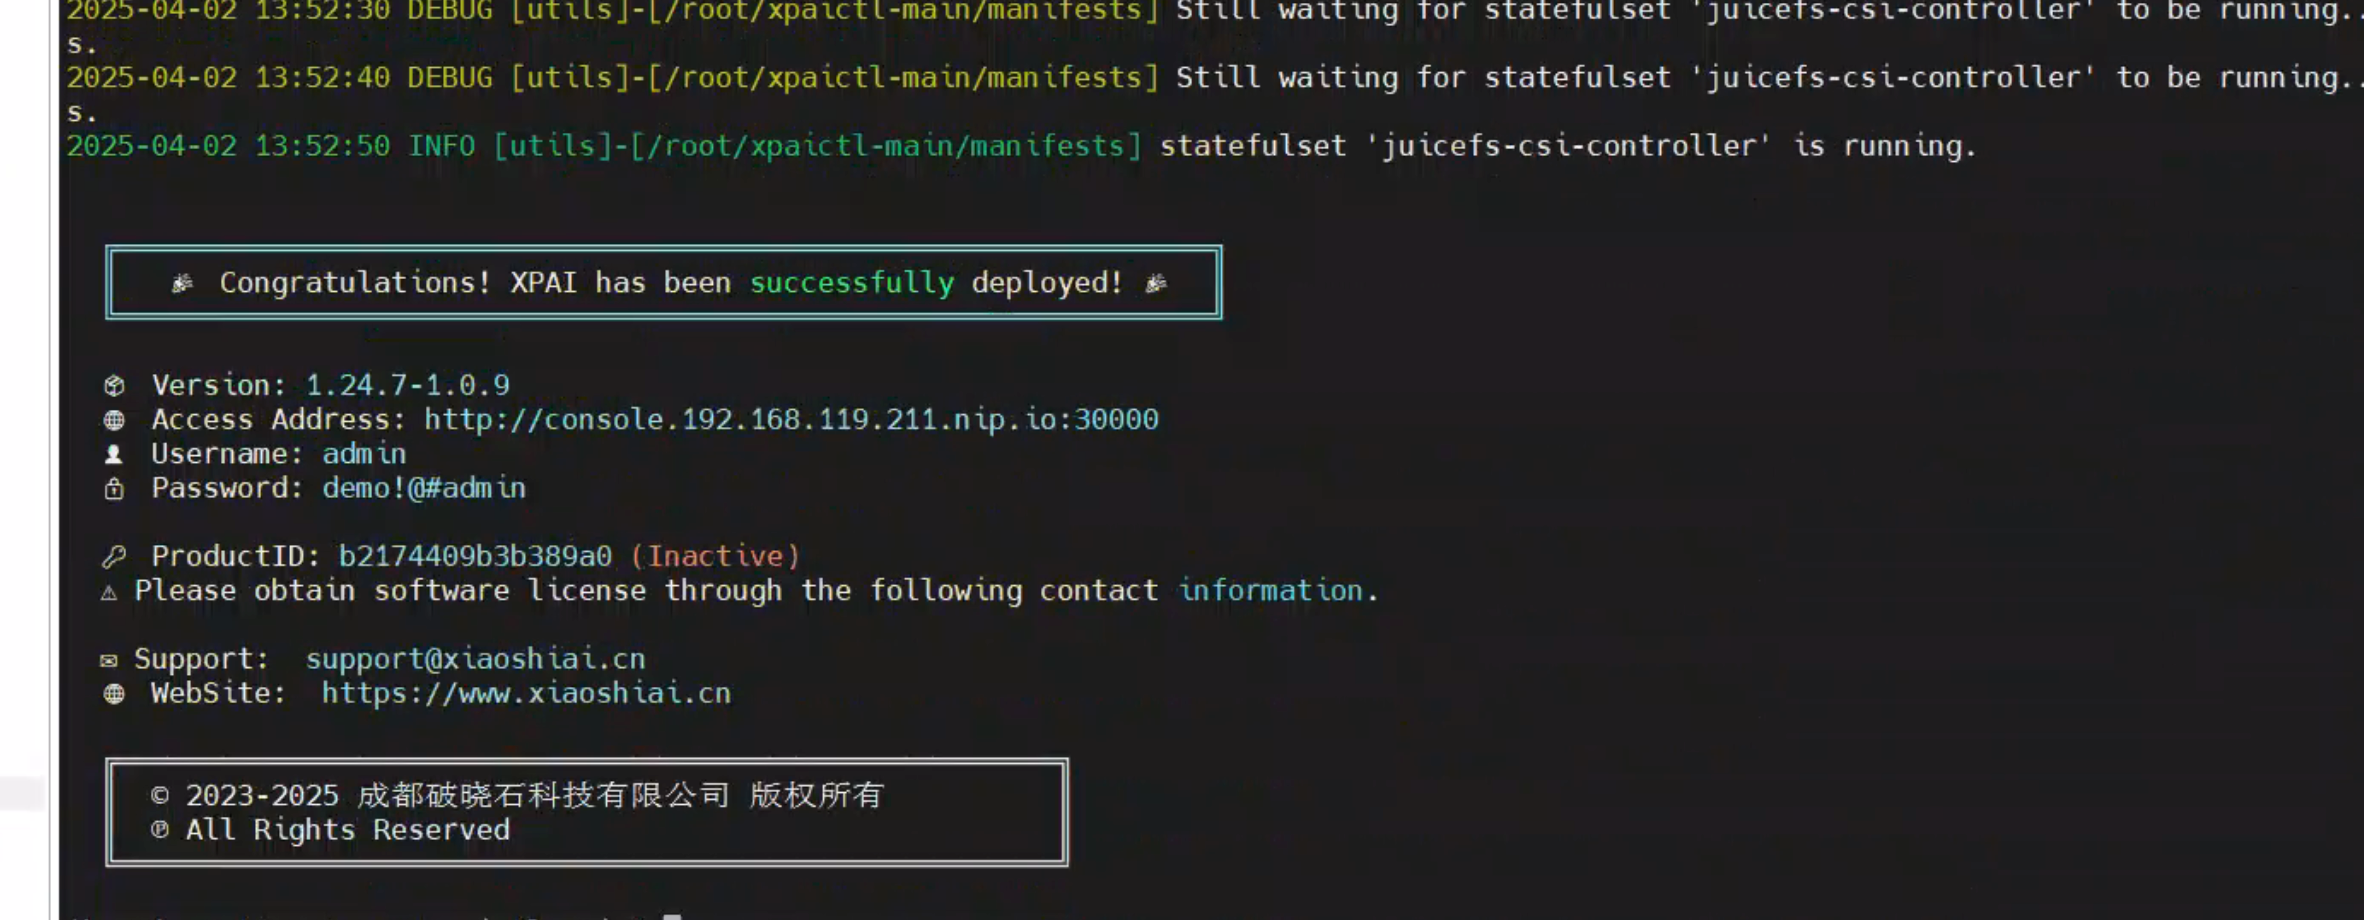 2025-04-02 13:52:30 DEBUG [utils]-[/root/xpaictl-main/manifests] Still waiting for statefulset 'juicefs-csi-controller' to be running..
s.
2025-04-02 13:52:40 DEBUG [utils]-[/root/xpaictl-main/manifests] Still waiting for statefulset 'juicefs-csi-controller' to be running..
s.
2025-04-02 13:52:50 INFO [utils]-[/root/xpaictl-main/manifests] statefulset 'juicefs-csi-controller' is running.
🎉 Congratulations! XPAI has been successfully deployed! 🎉
📦 Version: 1.24.7-1.0.9
🌐 Access Address: http://console.192.168.119.211.nip.io:30000
👤 Username: admin
🔒 Password: demo!@#admin
🔑 ProductID: b2174409b3b389a0 (Inactive)
⚠ Please obtain software license through the following contact information.
✉ Support: support@xiaoshiai.cn
🌐 WebSite: https://www.xiaoshiai.cn
© 2023-2025 成都破晓石科技有限公司 版权所有
℗ All Rights Reserved